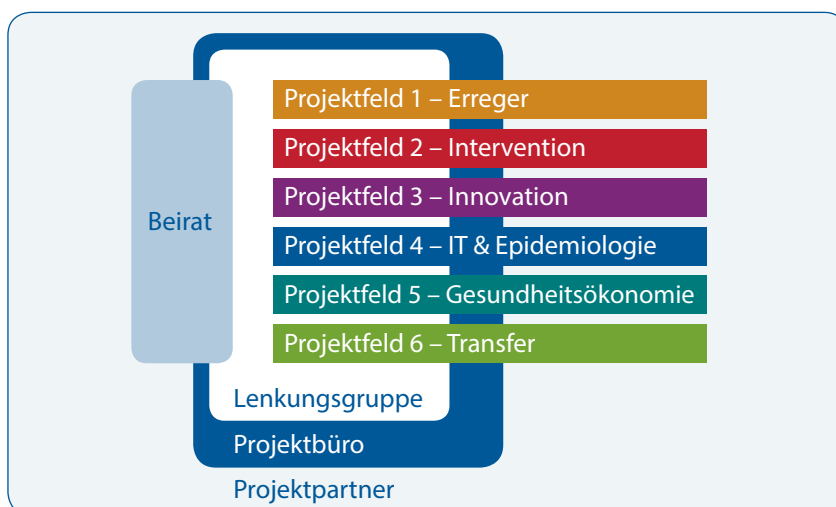 Projektfeld 1 – Erreger
Projektfeld 2 – Intervention
Projektfeld 3 – Innovation
Beirat
Projektfeld 4 – IT & Epidemiologie
Projektfeld 5 – Gesundheitsökonomie
Projektfeld 6 – Transfer
Lenkungsgruppe
Projektbüro
Projektpartner